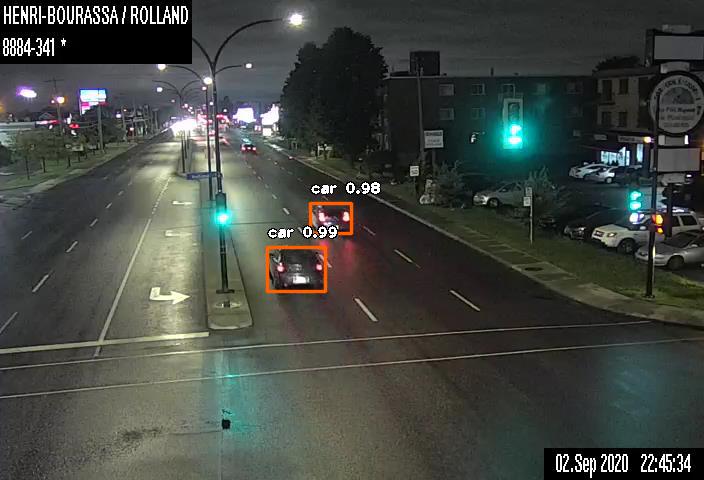 HENRI-BOURASSA / ROLLAND
8884-341 *
car 0.98
car 0.99
02.Sep 2020 22:45:34